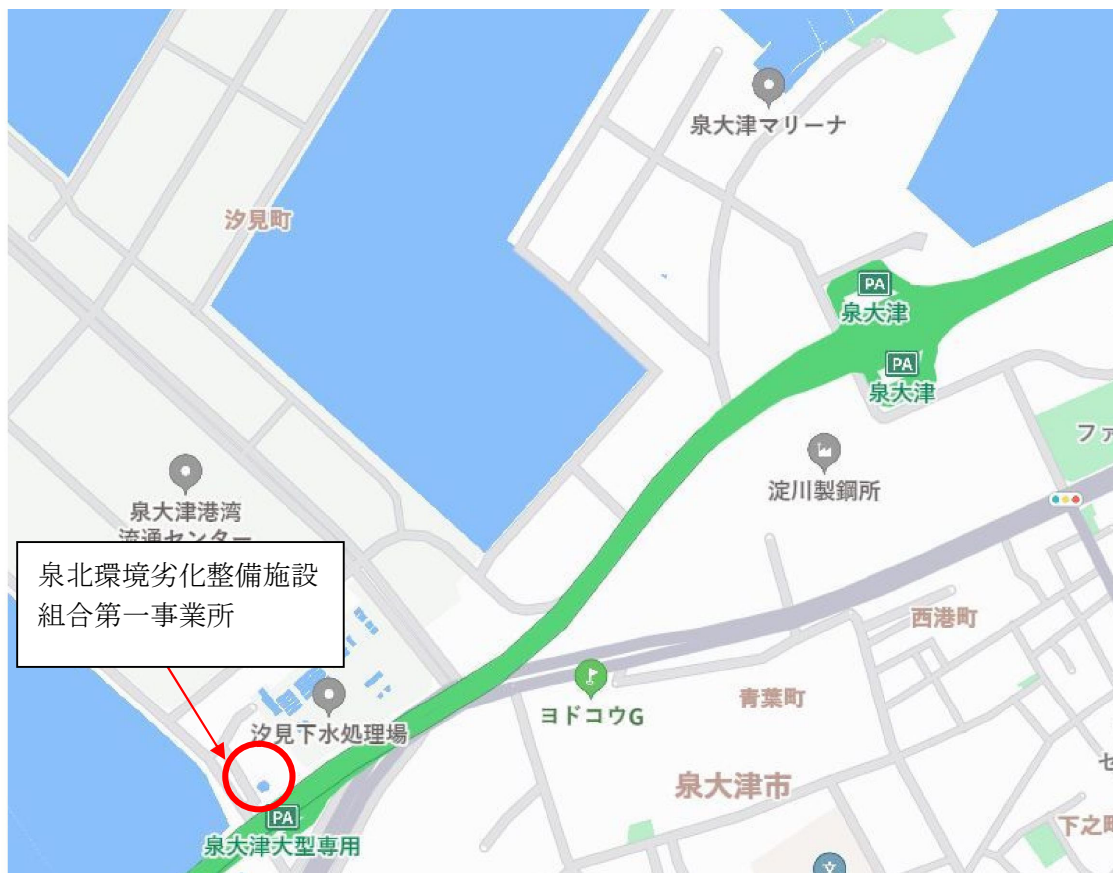 泉大津マリーナ
汐見町
PA
泉大津
PA
泉大津
ファ
淀川製鋼所
泉大津港湾
流通センター
泉北環境劣化整備施設
組合第一事業所
西港町
青葉町
ヨドコウG
汐見下水処理場
セ
泉大津市
PA
泉大津大型専用
下之町
文